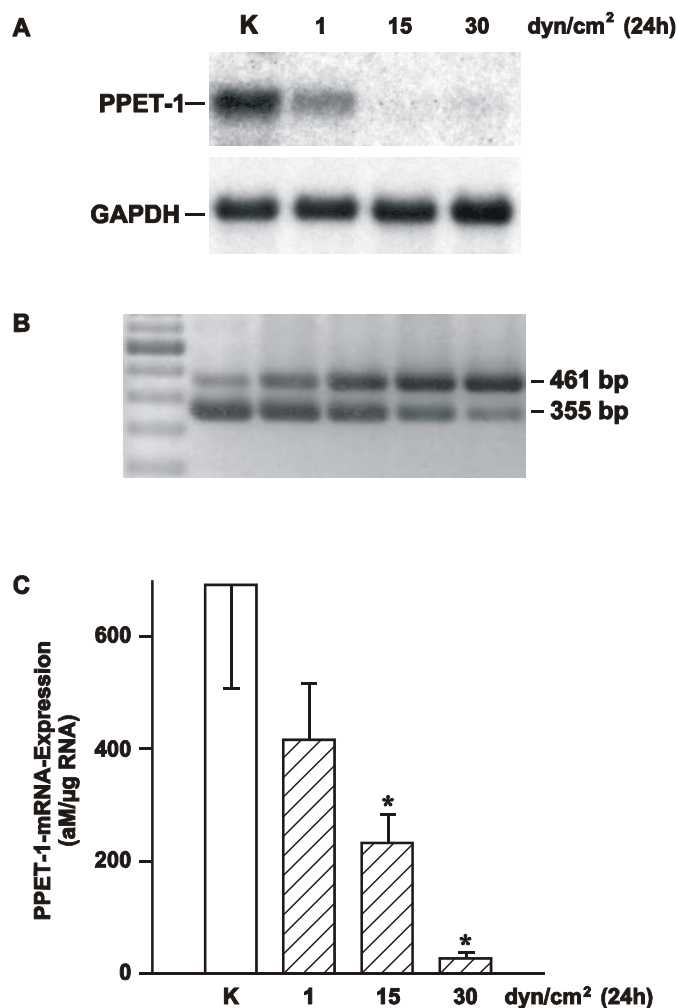 A
K 1 15 30 dyn/cm² (24h)
PPET-1
GAPDH
B
461 bp
355 bp
C
PPET-1-mRNA-Expression
(aM/µg RNA)
600
400
200
0
*
*
K 1 15 30 dyn/cm² (24h)